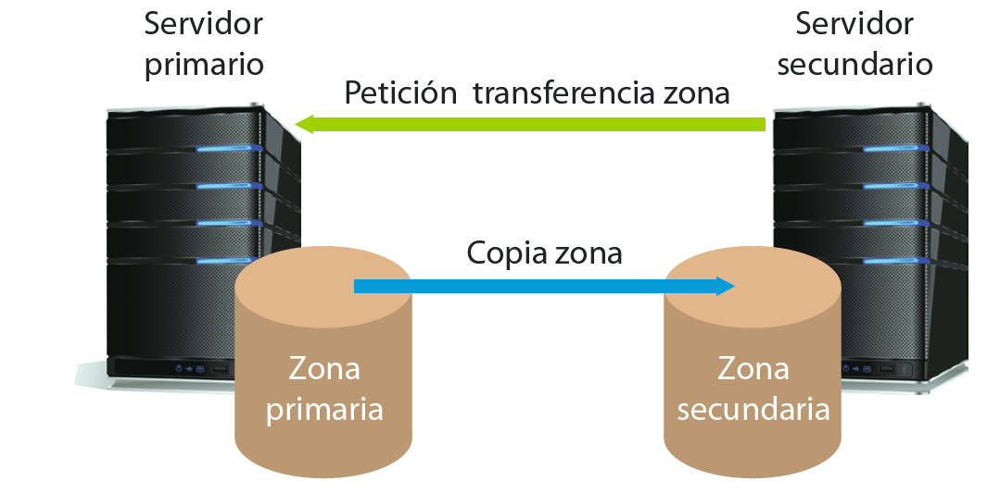 Servidor
primario
Servidor
secundario
Petición transferencia zona
Copia zona
Zona
primaria
Zona
secundaria